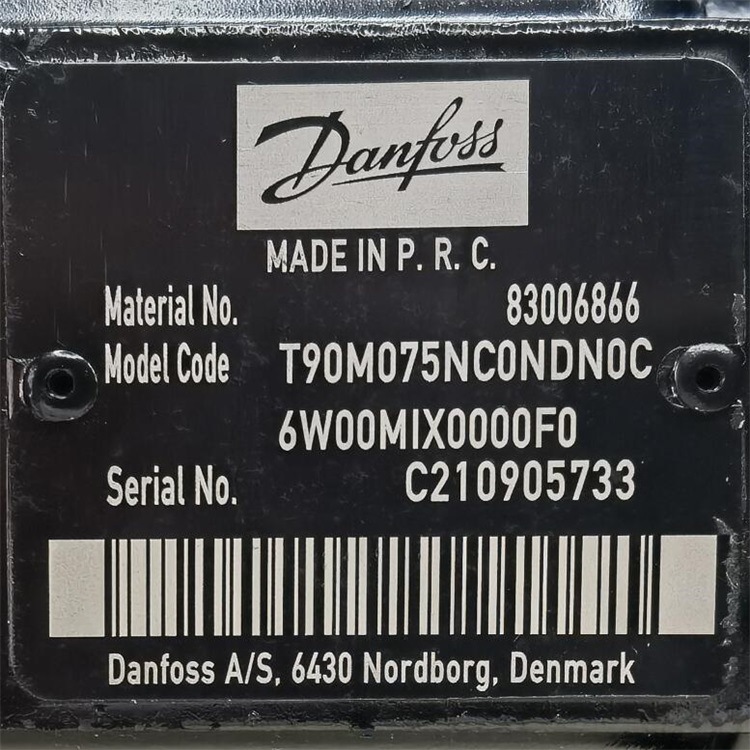 Danfoss
MADE IN P. R. C.
Material No. 83006866
Model Code T90M075NC0NDN0C
6W00MIX0000F0
Serial No. C210905733
Danfoss A/S, 6430 Nordborg, Denmark